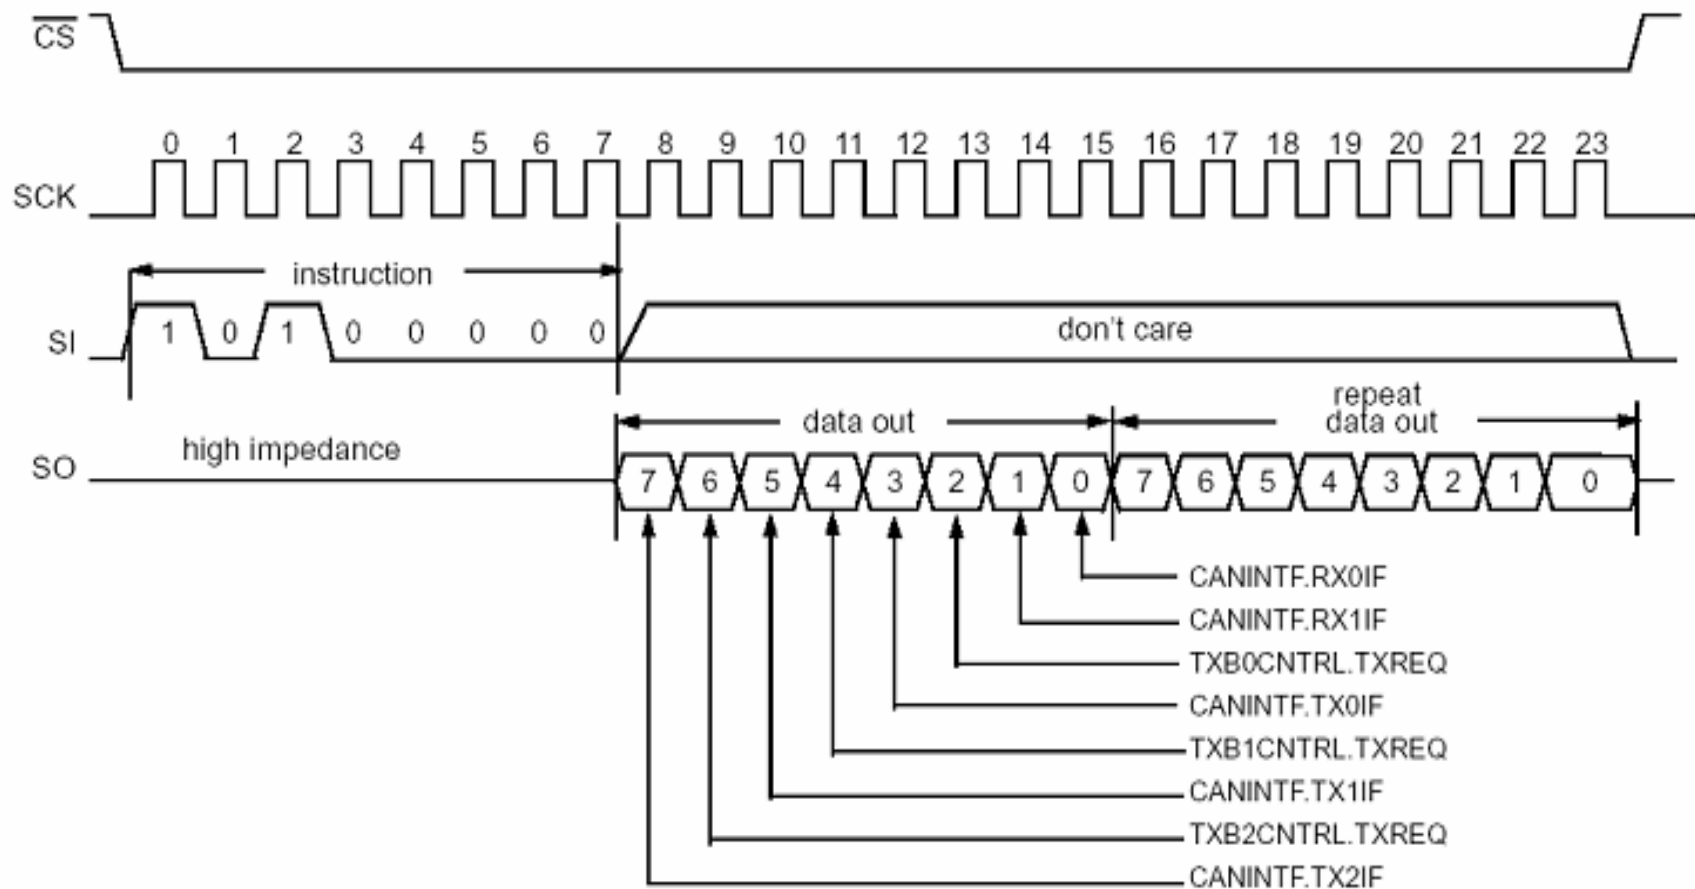 CS
0 1 2 3 4 5 6 7 8 9 10 11 12 13 14 15 16 17 18 19 20 21 22 23
SCK
instruction
SI 1 0 1 0 0 0 0 0 don't care
repeat
data out data out
high impedance
SO 7 6 5 4 3 2 1 0 7 6 5 4 3 2 1 0
CANINTF.RX0IF
CANINTF.RX1IF
TXB0CNTRL.TXREQ
CANINTF.TX0IF
TXB1CNTRL.TXREQ
CANINTF.TX1IF
TXB2CNTRL.TXREQ
CANINTF.TX2IF